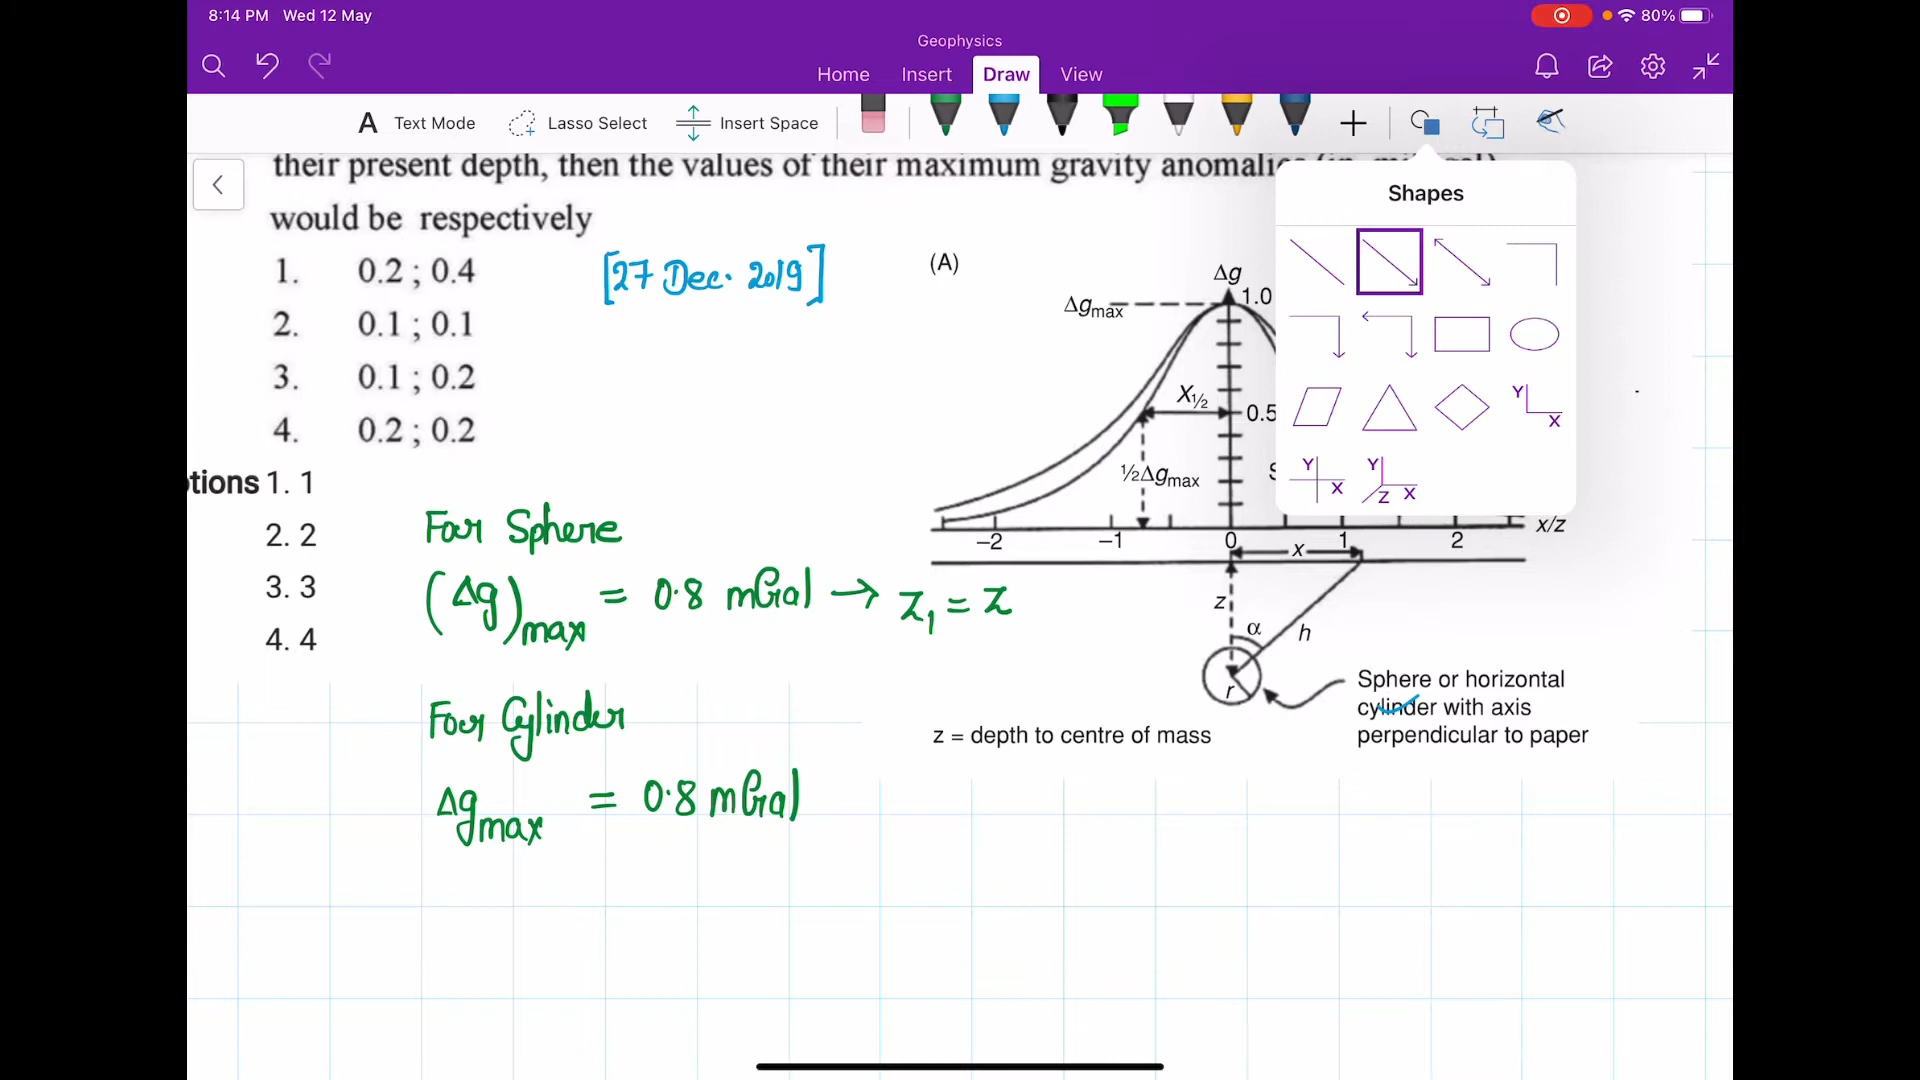 8:14 PM Wed 12 May
80%
Geophysics
Home Insert Draw View
A Text Mode Lasso Select Insert Space
their present depth, then the values of their maximum gravity
would be respectively
1. 0.2 ; 0.4
2. 0.1 ; 0.1
3. 0.1 ; 0.2
4. 0.2 ; 0.2
[27 Dec. 2019]
tions 1. 1
2. 2
3. 3
4. 4
For Sphere
(Δg)max = 0.8 mGal → z₁ = z
For Cylinder
Δgmax = 0.8 mGal
(A)
Δg
Δgmax
1.0
X½
0.5
½Δgmax
–2 –1 0 1 2 x/z
x
z
α
h
r
Sphere or horizontal
cylinder with axis
perpendicular to paper
z = depth to centre of mass
Shapes
Y X
Y X
Y Z X